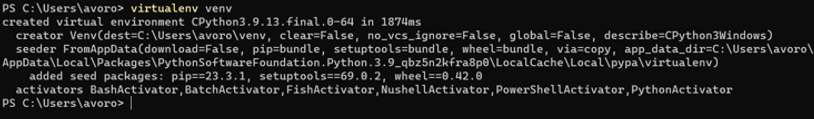 PS C:\Users\avoro> virtualenv venv
created virtual environment CPython3.9.13.final.0-64 in 1874ms
  creator Venv(dest=C:\Users\avoro\venv, clear=False, no_vcs_ignore=False, global=False, describe=CPython3Windows)
  seeder FromAppData(download=False, pip=bundle, setuptools=bundle, wheel=bundle, via=copy, app_data_dir=C:\Users\avoro\
AppData\Local\Packages\PythonSoftwareFoundation.Python.3.9_qbz5n2kfra8p0\LocalCache\Local\pypa\virtualenv)
    added seed packages: pip==23.3.1, setuptools==69.0.2, wheel==0.42.0
  activators BashActivator,BatchActivator,FishActivator,NushellActivator,PowerShellActivator,PythonActivator
PS C:\Users\avoro>